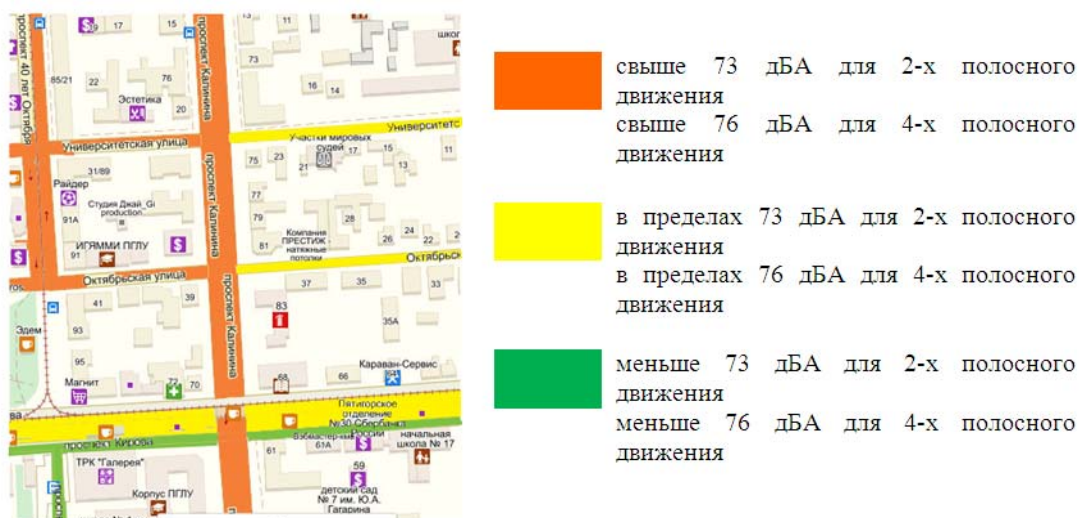 19
17
15
13
11
школ
проспект 40 лет Октября
проспект Калинина
85/21
22
76
73
Эстетика
20
16
14
Университетс
Университетская улица
Участки мировых
судей
17
15
11
75
23
21
13
31/89
Райдер
Студия Джай_Gi
production
91А
77
79
28
24
26
22
81
Компания
ПРЕСТИЖ -
натяжные
потолки
проспект Калинина
ИГЯММИ ПГЛУ
91
Октябрьск
Октябрьская улица
37
35
33
41
39
83
проспект Калинина
Эдем
93
35А
95
Караван-Сервис
Магнит
72
70
68
66
Пятигорское
отделение
№30 Сбербанка
России
проспект Кирова
61
61А
начальная
школа № 17
ТРК "Галерея"
59
Корпус ПГЛУ
детский сад
№ 7 им. Ю.А.
Гагарина
свыше 73 дБА для 2-х полосного
движения
свыше 76 дБА для 4-х полосного
движения
в пределах 73 дБА для 2-х полосного
движения
в пределах 76 дБА для 4-х полосного
движения
меньше 73 дБА для 2-х полосного
движения
меньше 76 дБА для 4-х полосного
движения